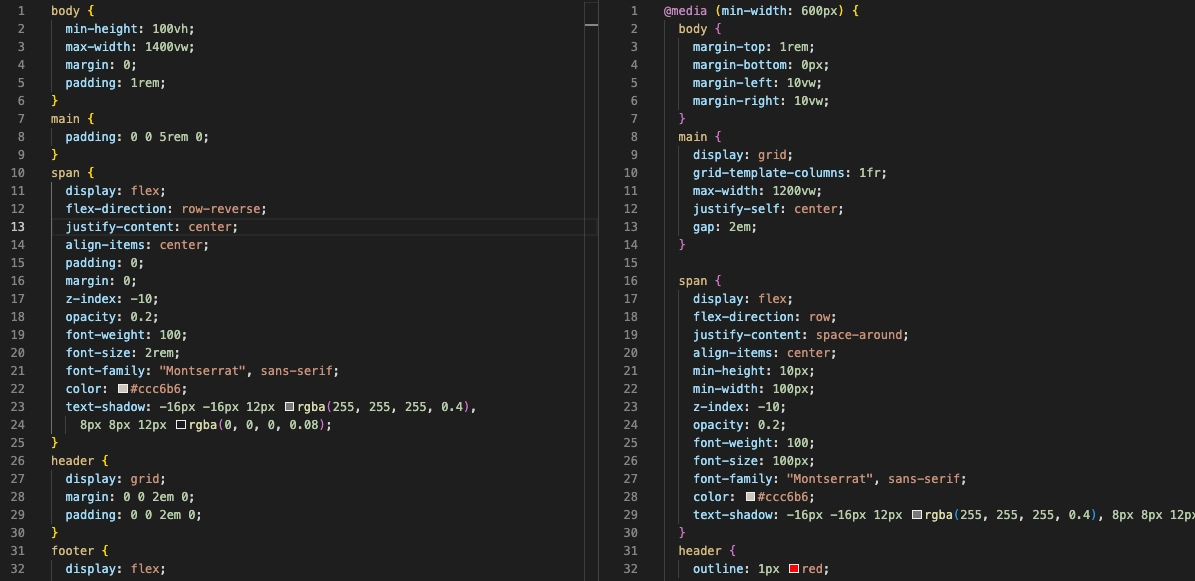 1 body {
2 min-height: 100vh;
3 max-width: 1400vw;
4 margin: 0;
5 padding: 1rem;
6 }
7 main {
8 padding: 0 0 5rem 0;
9 }
10 span {
11 display: flex;
12 flex-direction: row-reverse;
13 justify-content: center;
14 align-items: center;
15 padding: 0;
16 margin: 0;
17 z-index: -10;
18 opacity: 0.2;
19 font-weight: 100;
20 font-size: 2rem;
21 font-family: "Montserrat", sans-serif;
22 color: #ccc6b6;
23 text-shadow: -16px -16px 12px rgba(255, 255, 255, 0.4),
24 8px 8px 12px rgba(0, 0, 0, 0.08);
25 }
26 header {
27 display: grid;
28 margin: 0 0 2em 0;
29 padding: 0 0 2em 0;
30 }
31 footer {
32 display: flex;
1 @media (min-width: 600px) {
2 body {
3 margin-top: 1rem;
4 margin-bottom: 0px;
5 margin-left: 10vw;
6 margin-right: 10vw;
7 }
8 main {
9 display: grid;
10 grid-template-columns: 1fr;
11 max-width: 1200vw;
12 justify-self: center;
13 gap: 2em;
14 }
15
16 span {
17 display: flex;
18 flex-direction: row;
19 justify-content: space-around;
20 align-items: center;
21 min-height: 10px;
22 min-width: 100px;
23 z-index: -10;
24 opacity: 0.2;
25 font-weight: 100;
26 font-size: 100px;
27 font-family: "Montserrat", sans-serif;
28 color: #ccc6b6;
29 text-shadow: -16px -16px 12px rgba(255, 255, 255, 0.4), 8px 8px 12px
30 }
31 header {
32 outline: 1px red;